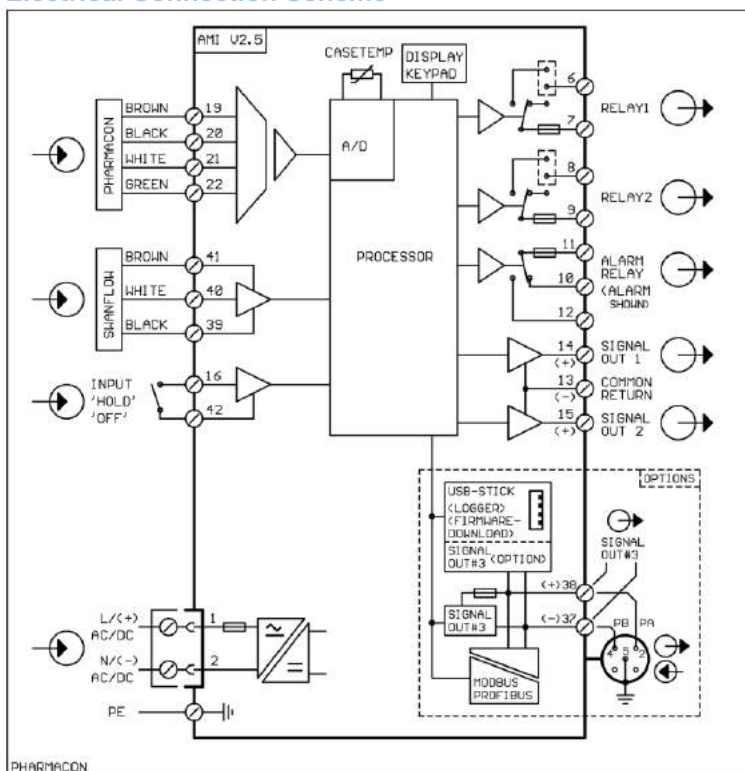 Electrical Connection Scheme
AMI V2.5
CASETEMP
DISPLAY
KEYPAD
A/D
PROCESSOR
PHARMACON
BROWN 19
BLACK 20
WHITE 21
GREEN 22
SWANFLOW
BROWN 41
WHITE 40
BLACK 39
INPUT
'HOLD'
'OFF'
16
42
L/(+)
AC/DC
1
N/(-)
AC/DC
2
PE
6
RELAY1
7
8
RELAY2
9
11
ALARM
RELAY
10
(ALARM
SHOWN)
12
14
(+)
SIGNAL
OUT 1
13
(-)
COMMON
RETURN
15
(+)
SIGNAL
OUT 2
OPTIONS
USB-STICK
(LOGGER)
(FIRMWARE-
DOWNLOAD)
SIGNAL
OUT#3 (OPTION)
SIGNAL
OUT#3
(+)38
SIGNAL
OUT#3
(-)37
PB PA
4 5 2
MODBUS
PROFIBUS
PHARMACON